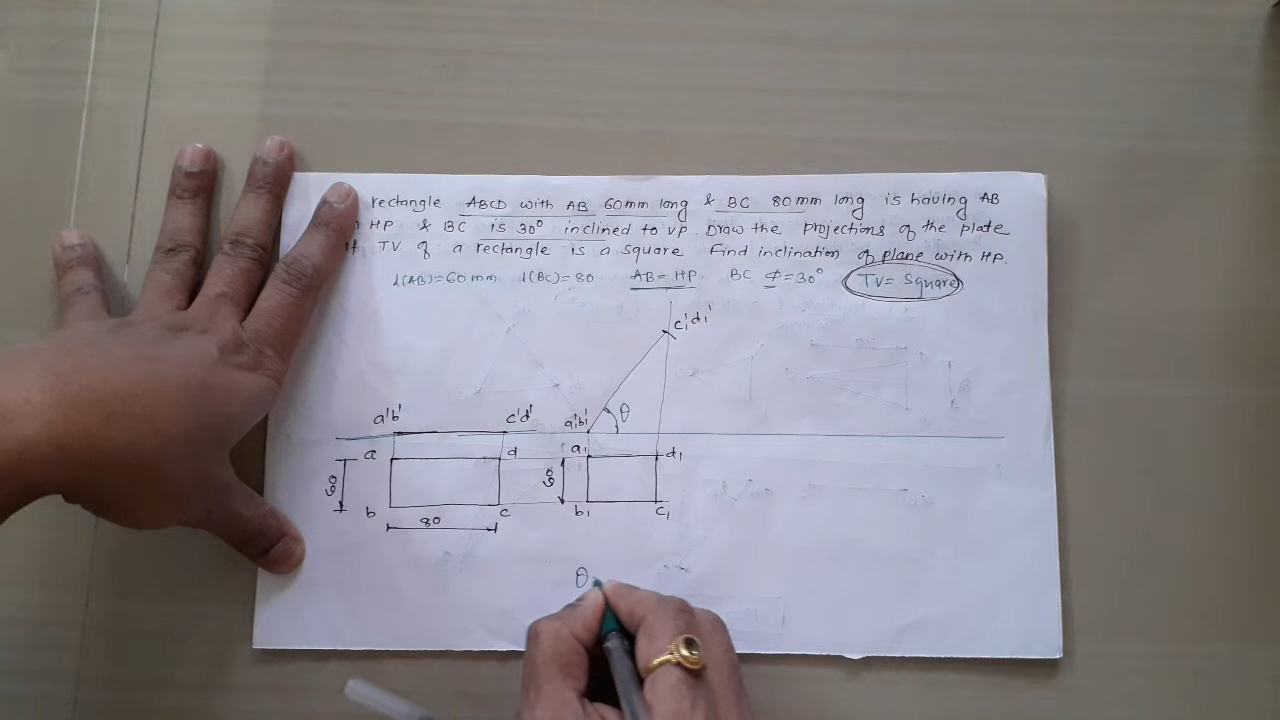 rectangle ABCD with AB 60mm long & BC 80mm long is having AB
HP & BC is 30° inclined to VP. Draw the projections of the plate
if TV of a rectangle is a square Find inclination of plane with HP.
l(AB)=60mm l(BC)=80 AB=HP. BC ϕ=30° TV= Square
c₁'d₁'
a'b' c'd' a₁'b₁' θ
a d a₁ d₁
60 60
b c b₁ c₁
80
θ